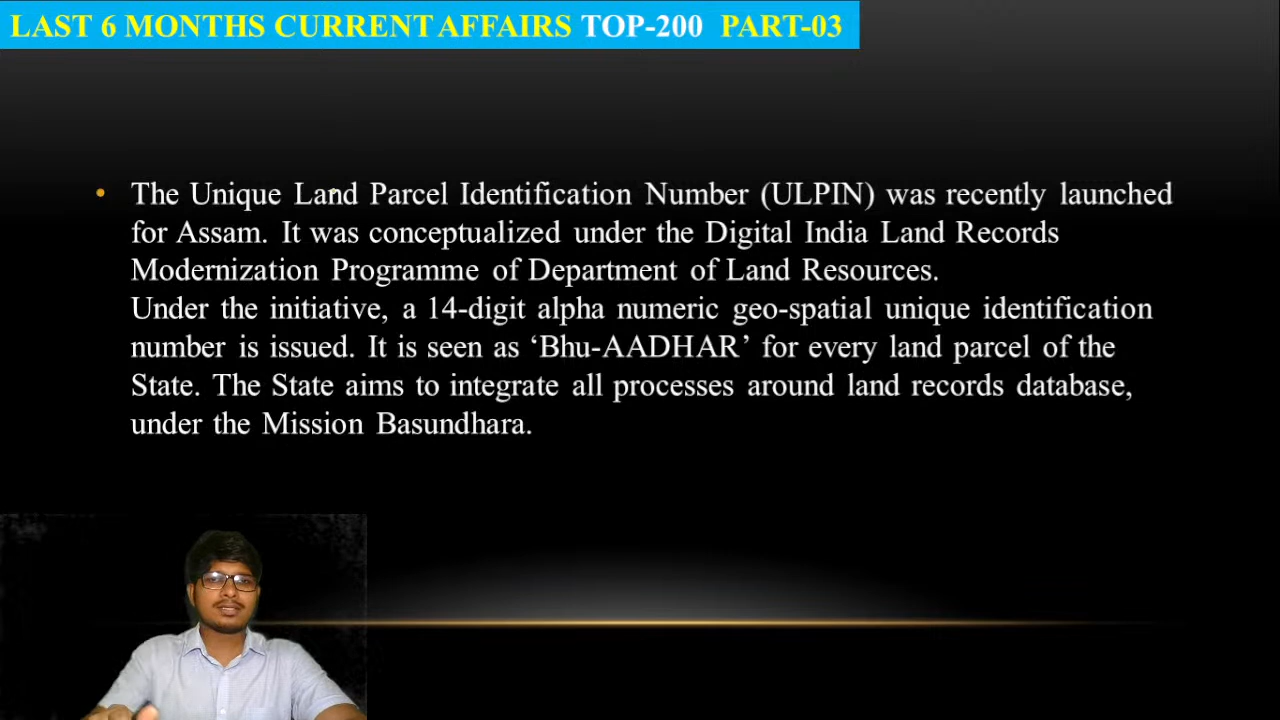 LAST 6 MONTHS CURRENT AFFAIRS TOP-200 PART-03
• The Unique Land Parcel Identification Number (ULPIN) was recently launched
for Assam. It was conceptualized under the Digital India Land Records
Modernization Programme of Department of Land Resources.
Under the initiative, a 14-digit alpha numeric geo-spatial unique identification
number is issued. It is seen as ‘Bhu-AADHAR’ for every land parcel of the
State. The State aims to integrate all processes around land records database,
under the Mission Basundhara.